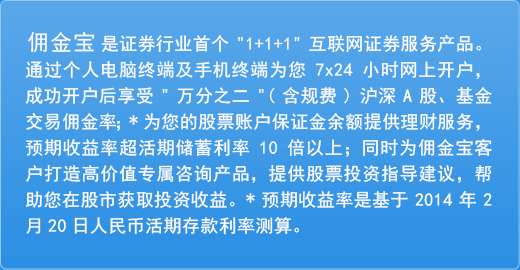 佣金宝是证券行业首个"1+1+1"互联网证券服务产品。
通过个人电脑终端及手机终端为您 7x24 小时网上开户，
成功开户后享受"万分之二"(含规费)沪深 A 股、基金
交易佣金率;*为您的股票账户保证金余额提供理财服务，
预期收益率超活期储蓄利率 10 倍以上；同时为佣金宝客
户打造高价值专属咨询产品，提供股票投资指导建议，帮
助您在股市获取投资收益。*预期收益率是基于 2014 年 2
月 20 日人民币活期存款利率测算。